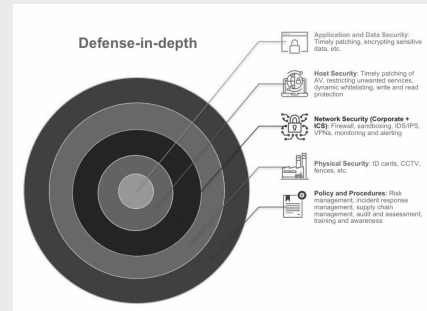 Defense-in-depth
Application and Data Security:
Timely patching, encrypting sensitive
data, etc.
Host Security: Timely patching of
AV, restricting unwanted services,
dynamic whitelisting, write and read
protection
Network Security (Corporate +
ICS): Firewall, sandboxing, IDS/IPS,
VPNs, monitoring and alerting
Physical Security: ID cards, CCTV,
fences, etc.
Policy and Procedures: Risk
management, incident response
management, supply chain
management, audit and assessment,
training and awareness